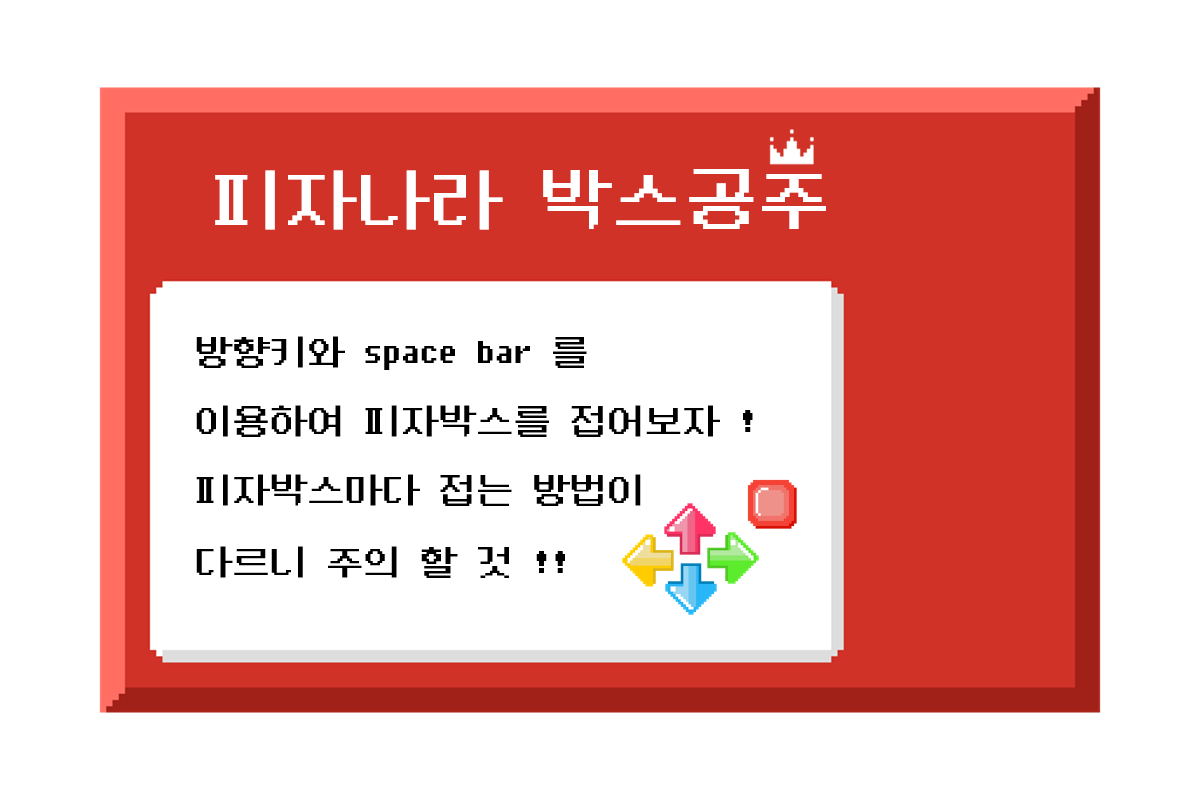 피자나라 박스공주
방향키와 space bar 를
이용하여 피자박스를 접어보자 !
피자박스마다 접는 방법이
다르니 주의 할 것 !!